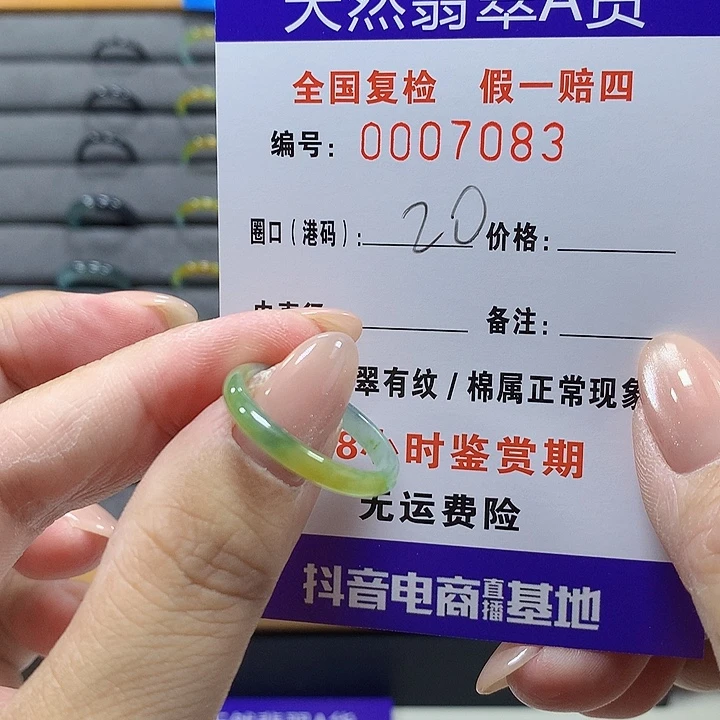 天然翡翠A货
全国复检 假一赔四
编号: 0007083
圈口(港码): 20 价格:
备注:
翠有纹/棉属正常现象
8小时鉴赏期
无运费险
抖音电商直播基地